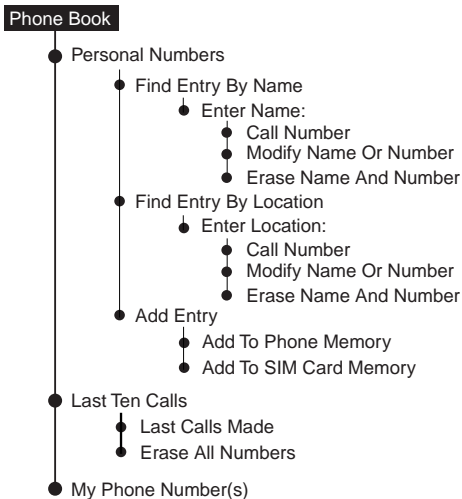 Phone Book
Personal Numbers
Find Entry By Name
Enter Name:
Call Number
Modify Name Or Number
Erase Name And Number
Find Entry By Location
Enter Location:
Call Number
Modify Name Or Number
Erase Name And Number
Add Entry
Add To Phone Memory
Add To SIM Card Memory
Last Ten Calls
Last Calls Made
Erase All Numbers
My Phone Number(s)